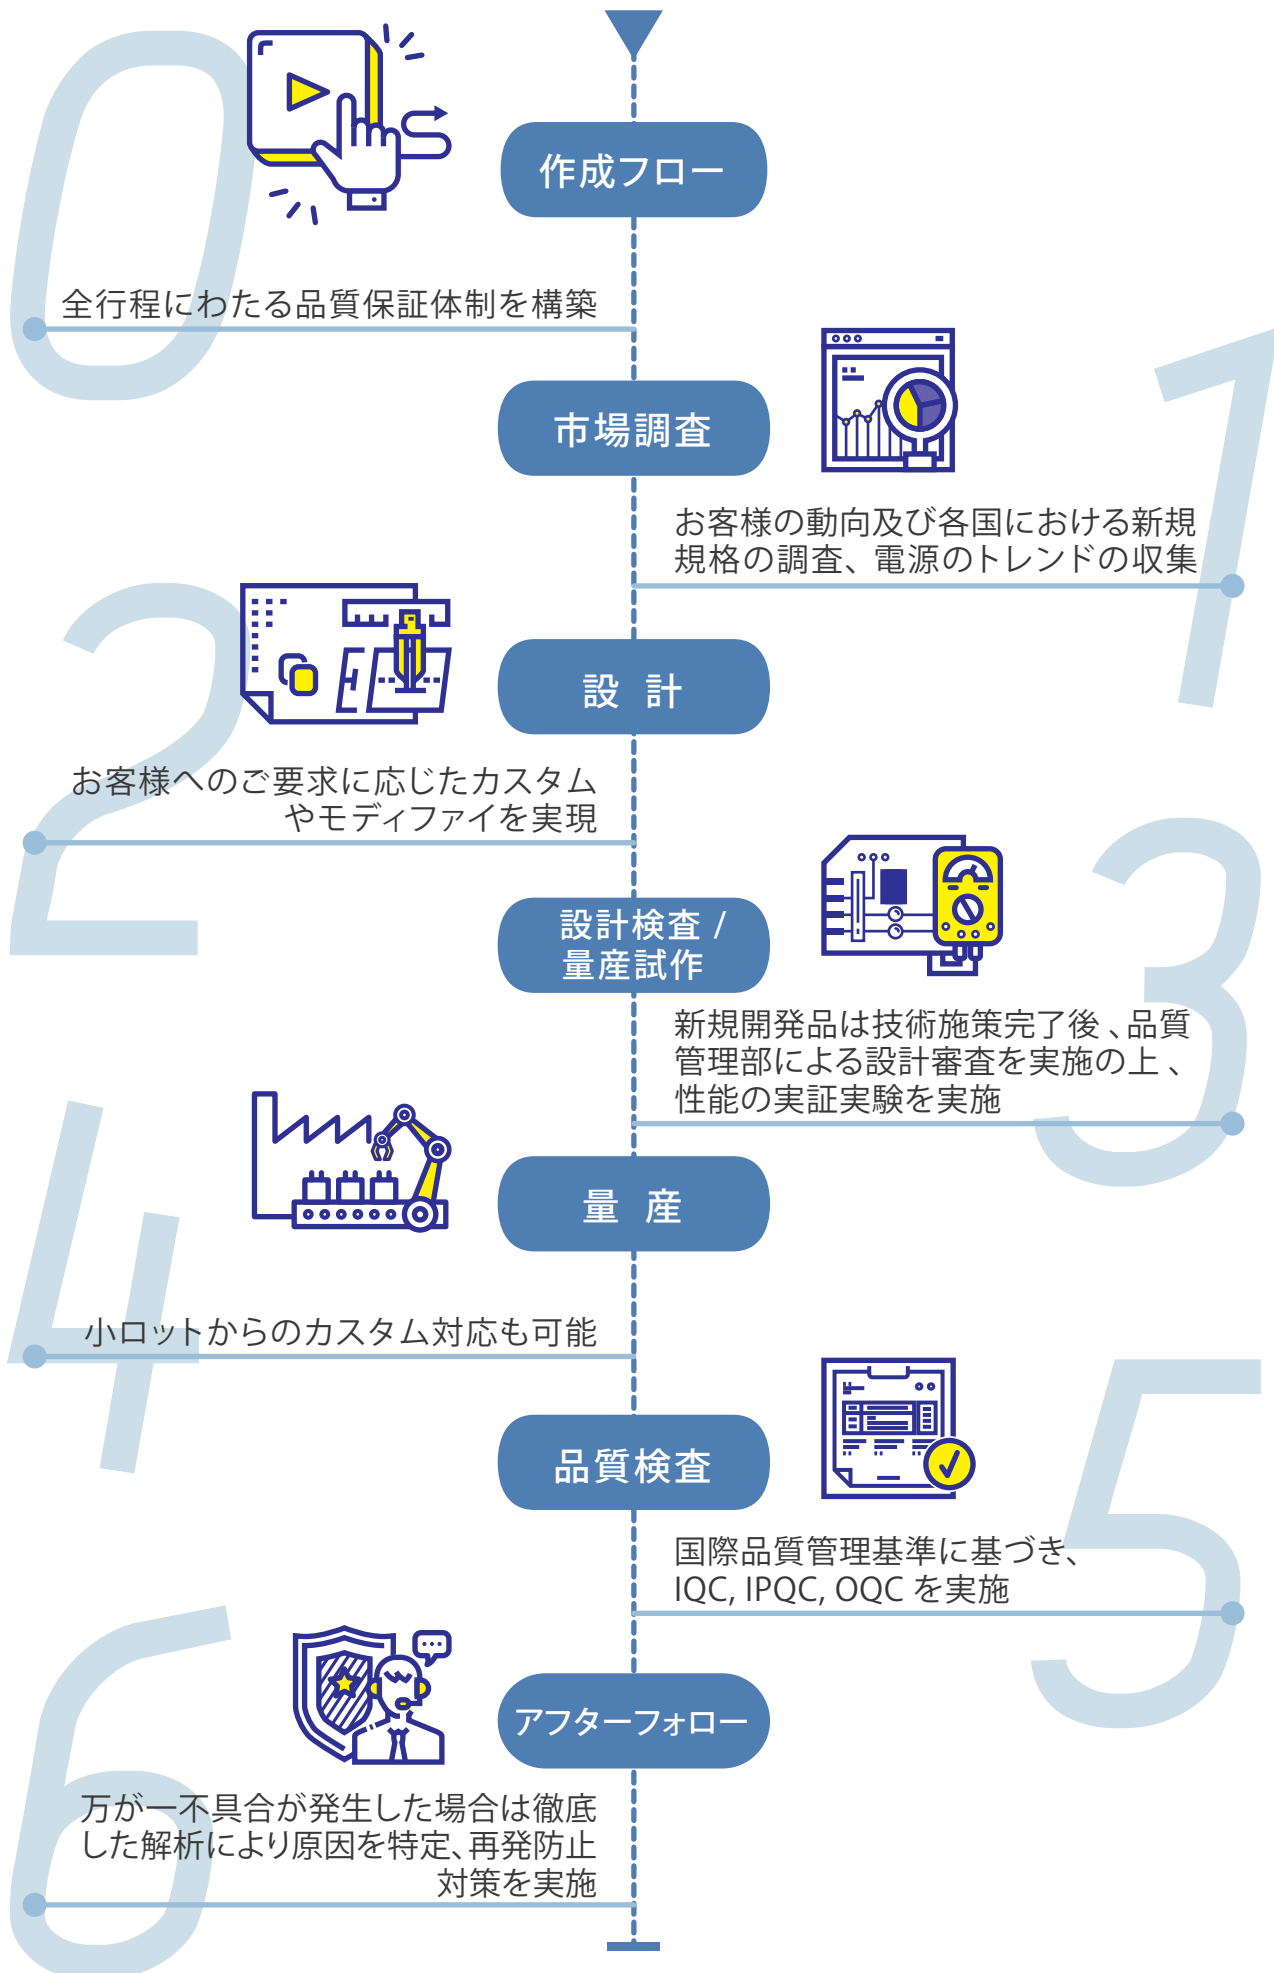 0
作成フロー
全行程にわたる品質保証体制を構築
1
市場調査
お客様の動向及び各国における新規
規格の調査、電源のトレンドの収集
2
設 計
お客様へのご要求に応じたカスタム
やモディファイを実現
3
設計検査 /
量産試作
新規開発品は技術施策完了後、品質
管理部による設計審査を実施の上、
性能の実証実験を実施
4
量 産
小ロットからのカスタム対応も可能
5
品質検査
国際品質管理基準に基づき、
IQC, IPQC, OQC を実施
6
アフターフォロー
万が一不具合が発生した場合は徹底
した解析により原因を特定、再発防止
対策を実施